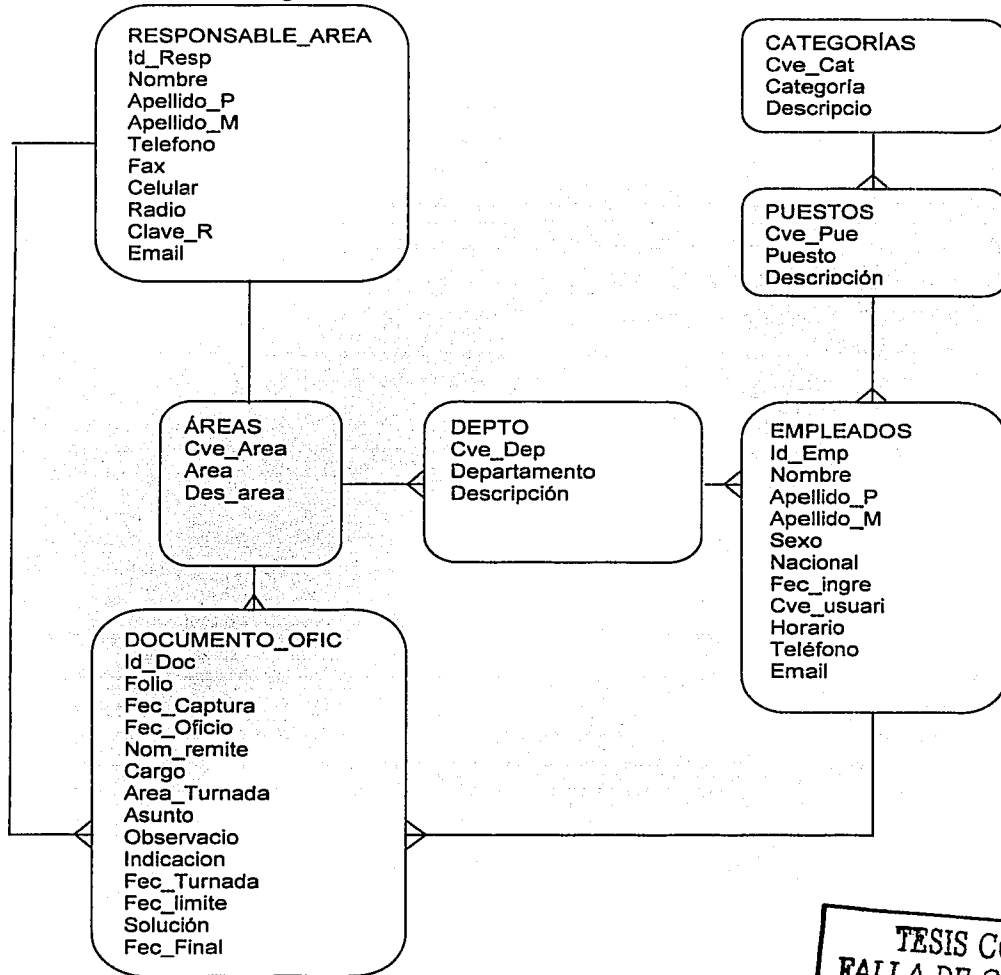 RESPONSABLE_AREA
Id_Resp
Nombre
Apellido_P
Apellido_M
Telefono
Fax
Celular
Radio
Clave_R
Email
CATEGORÍAS
Cve_Cat
Categoría
Descripcio
PUESTOS
Cve_Pue
Puesto
Descripción
ÁREAS
Cve_Area
Area
Des_area
DEPTO
Cve_Dep
Departamento
Descripción
EMPLEADOS
Id_Emp
Nombre
Apellido_P
Apellido_M
Sexo
Nacional
Fec_ingre
Cve_usuari
Horario
Teléfono
Email
DOCUMENTO_OFIC
Id_Doc
Folio
Fec_Captura
Fec_Oficio
Nom_remite
Cargo
Area_Turnada
Asunto
Observacio
Indicacion
Fec_Turnada
Fec_limite
Solución
Fec_Final
TESIS
FALLA DE